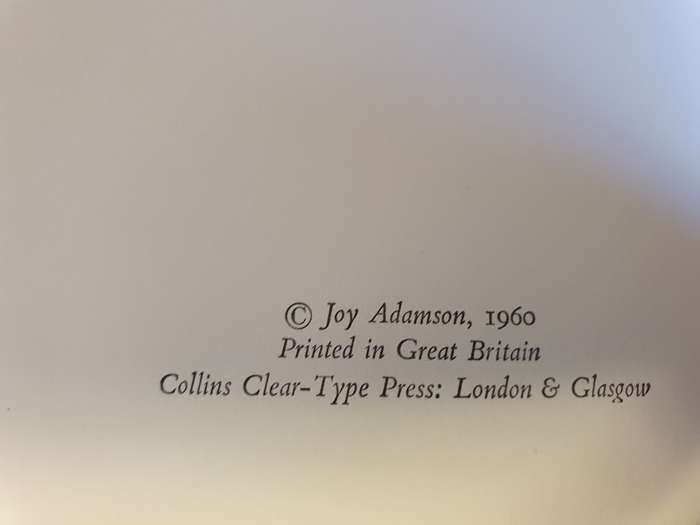 © Joy Adamson, 1960
Printed in Great Britain
Collins Clear-Type Press: London & Glasgow